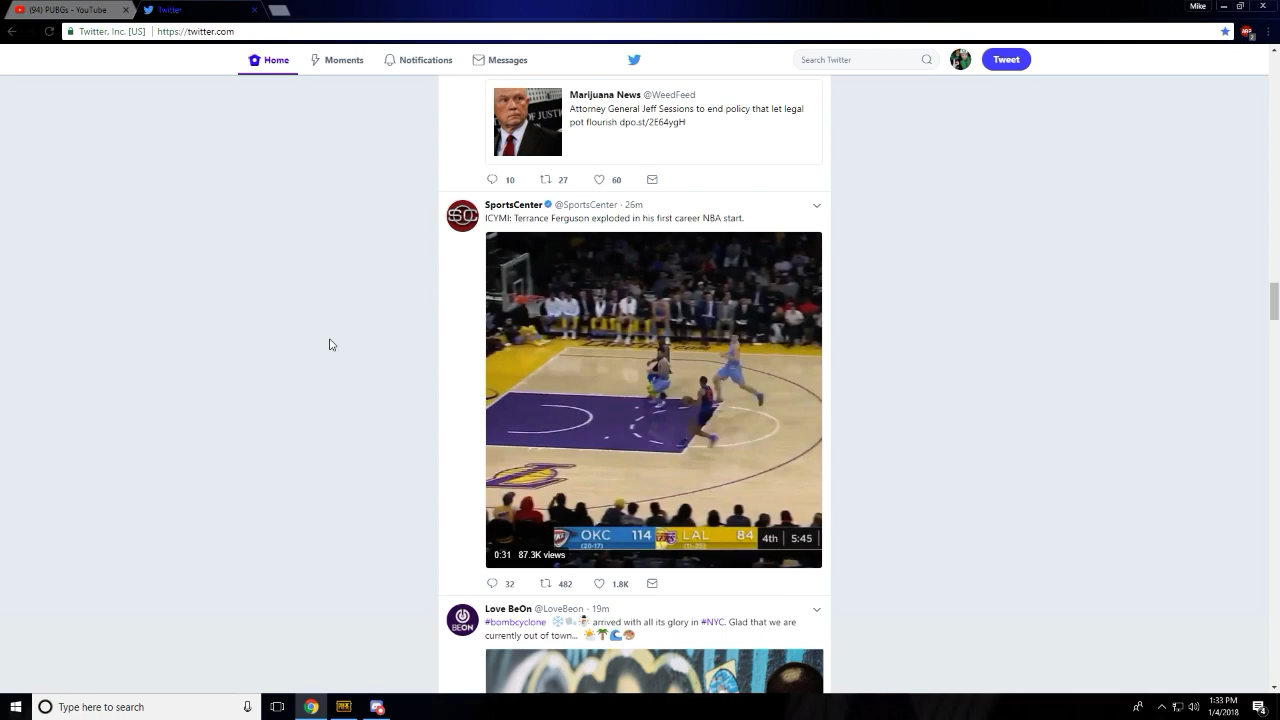 (94) PUBGs - YouTube
Twitter
Mike
Twitter, Inc. [US]
https://twitter.com
Home
Moments
Notifications
Messages
Search Twitter
Tweet
Marijuana News @WeedFeed
Attorney General Jeff Sessions to end policy that let legal
pot flourish dpo.st/2E64ygH
OF JUSTIC
10
27
60
SportsCenter @SportsCenter · 26m
ICYMI: Terrance Ferguson exploded in his first career NBA start.
SC
OKC 114 LAL 84 4th 5:45
(20-17)
0:31 87.3K views
32
482
1.8K
Love BeOn @LoveBeon · 19m
BEON
#bombcyclone arrived with all its glory in #NYC. Glad that we are
currently out of town...
Type here to search
1:33 PM
1/4/2018